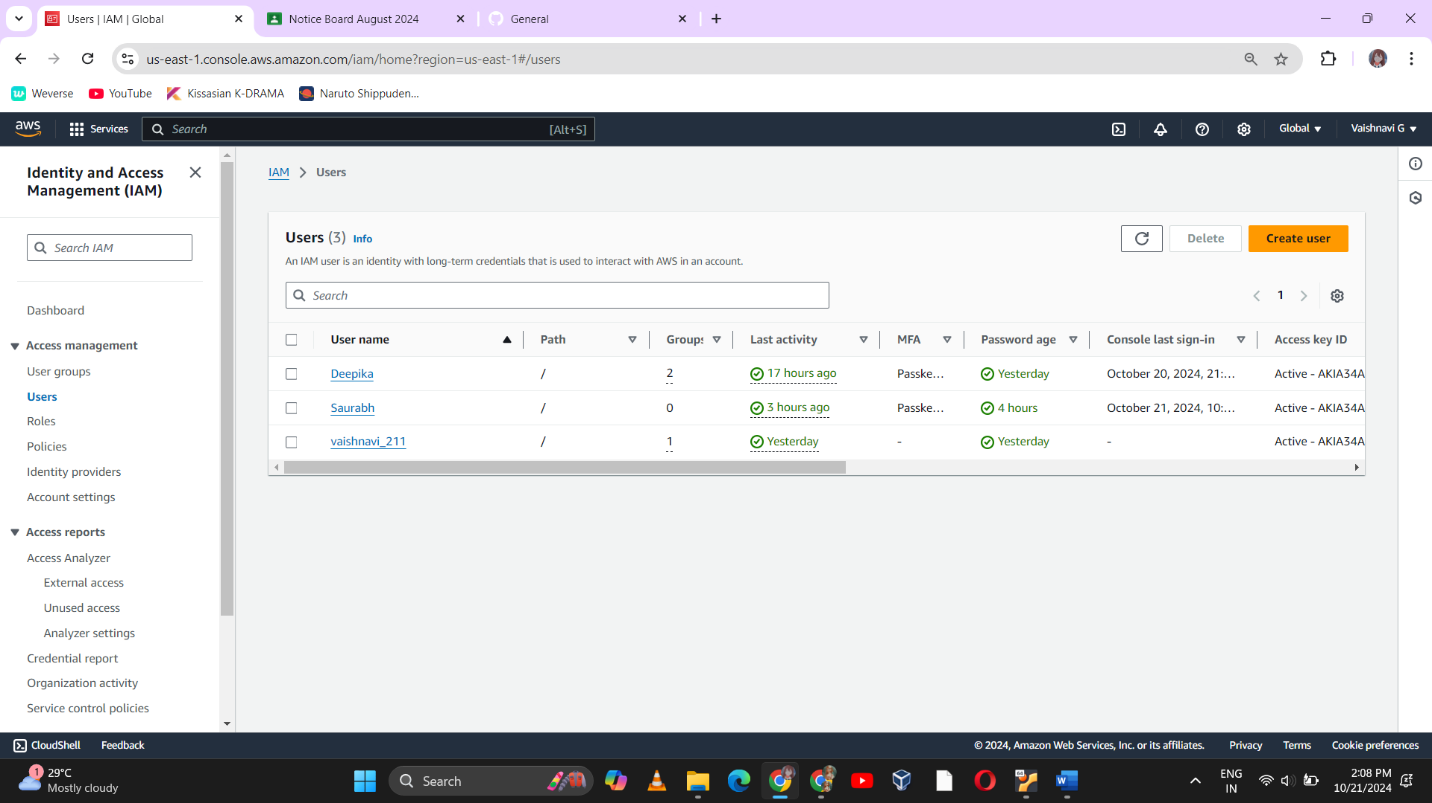 Users | IAM | Global
Notice Board August 2024
General
us-east-1.console.aws.amazon.com/iam/home?region=us-east-1#/users
Weverse
YouTube
Kissasian K-DRAMA
Naruto Shippuden...
aws
Services
Search
[Alt+S]
Global
Vaishnavi G
Identity and Access
Management (IAM)
Search IAM
Dashboard
Access management
User groups
Users
Roles
Policies
Identity providers
Account settings
Access reports
Access Analyzer
External access
Unused access
Analyzer settings
Credential report
Organization activity
Service control policies
IAM > Users
Users (3) Info
An IAM user is an identity with long-term credentials that is used to interact with AWS in an account.
Delete
Create user
Search
1
User name Path Groups Last activity MFA Password age Console last sign-in Access key ID
Deepika / 2 17 hours ago Passke... Yesterday October 20, 2024, 21:... Active - AKIA34A
Saurabh / 0 3 hours ago Passke... 4 hours October 21, 2024, 10:... Active - AKIA34A
vaishnavi_211 / 1 Yesterday - Yesterday - Active - AKIA34A
CloudShell
Feedback
© 2024, Amazon Web Services, Inc. or its affiliates.
Privacy
Terms
Cookie preferences
1
29°C
Mostly cloudy
Search
ENG
IN
2:08 PM
10/21/2024